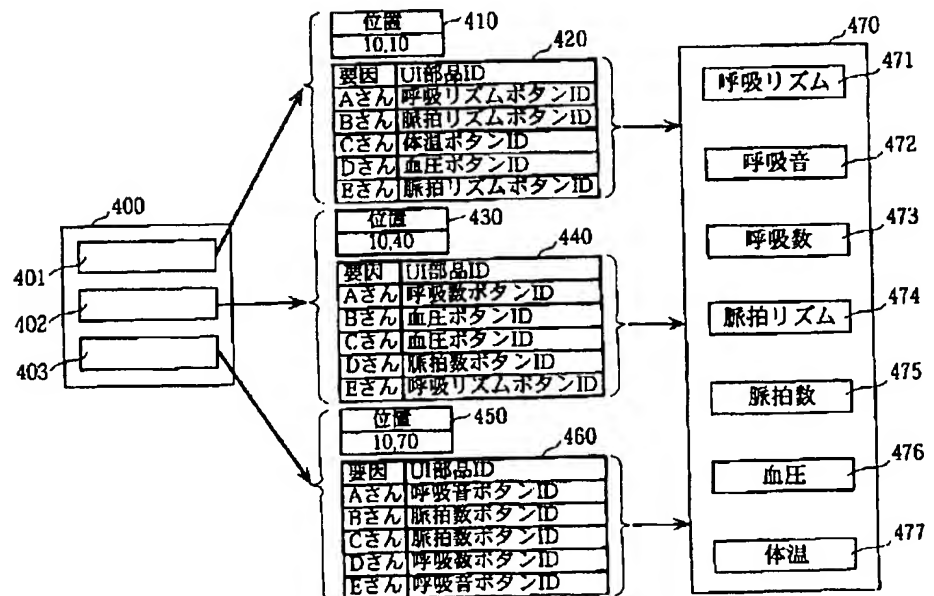 位置
10,10
410
420
要因 UI部品ID
Aさん 呼吸リズムボタンID
Bさん 脈拍リズムボタンID
Cさん 体温ボタンID
Dさん 血圧ボタンID
Eさん 脈拍リズムボタンID
400
401
402
403
位置
10,40
430
440
要因 UI部品ID
Aさん 呼吸数ボタンID
Bさん 血圧ボタンID
Cさん 血圧ボタンID
Dさん 脈拍数ボタンID
Eさん 呼吸リズムボタンID
位置
10,70
450
460
要因 UI部品ID
Aさん 呼吸音ボタンID
Bさん 脈拍数ボタンID
Cさん 脈拍数ボタンID
Dさん 呼吸数ボタンID
Eさん 呼吸音ボタンID
470
呼吸リズム 471
呼吸音 472
呼吸数 473
脈拍リズム 474
脈拍数 475
血圧 476
体温 477